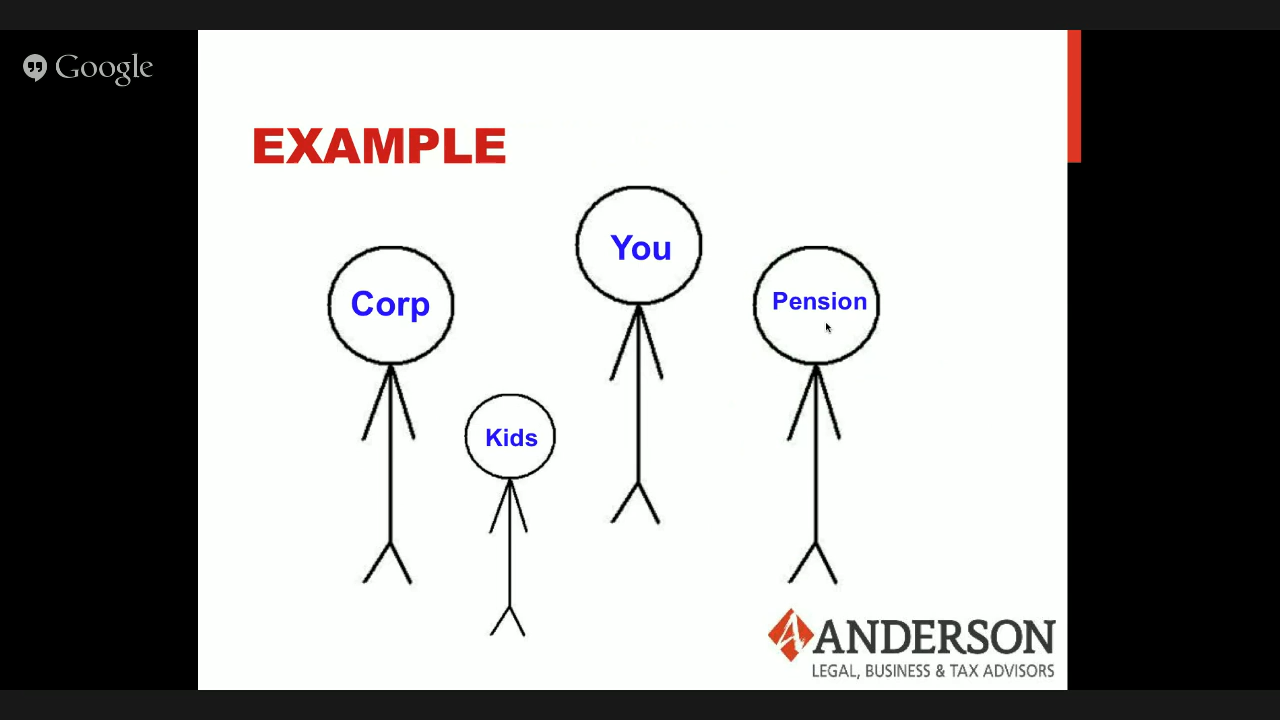 Google
EXAMPLE
You
Corp
Pension
Kids
ANDERSON
LEGAL, BUSINESS & TAX ADVISORS